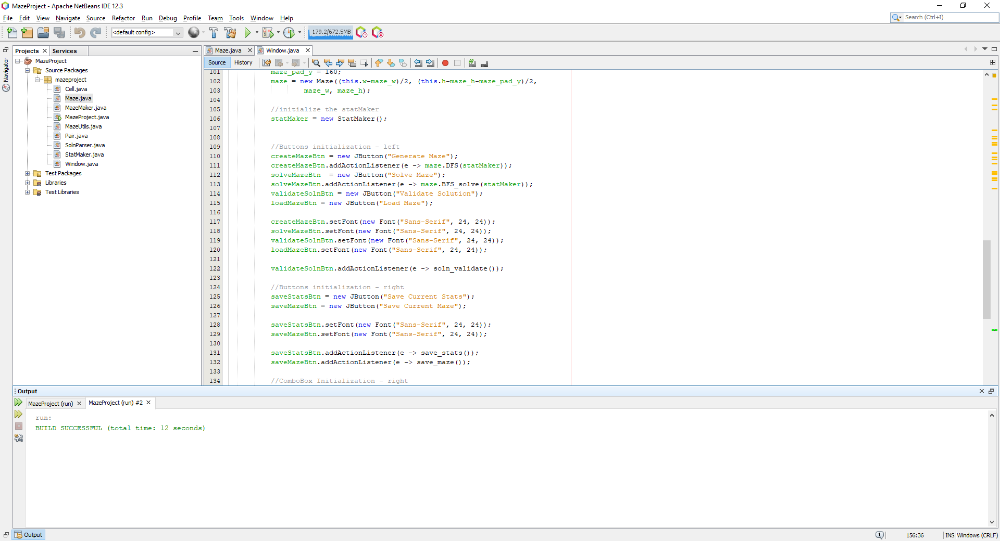 MazeProject - Apache NetBeans IDE 12.3
File Edit View Navigate Source Refactor Run Debug Profile Team Tools Window Help
Search (Ctrl+I)
<default config>
179.2/672.5MB
Projects
Services
Navigator
MazeProject
Source Packages
mazeproject
Cell.java
Maze.java
MazeMaker.java
MazeProject.java
MazeUtils.java
Pair.java
SolnParser.java
StatMaker.java
Window.java
Test Packages
Libraries
Test Libraries
Maze.java
Window.java
Source
History
101 maze_pad_y = 160;
102 maze = new Maze((this.w-maze_w)/2, (this.h-maze_h-maze_pad_y)/2,
103 maze_w, maze_h);
104
105 //initialize the statMaker
106 statMaker = new StatMaker();
107
108
109 //Buttons initialization - left
110 createMazeBtn = new JButton("Generate Maze");
111 createMazeBtn.addActionListener(e -> maze.DFS(statMaker));
112 solveMazeBtn  = new JButton("Solve Maze");
113 solveMazeBtn.addActionListener(e -> maze.BFS_solve(statMaker));
114 validateSolnBtn = new JButton("Validate Solution");
115 loadMazeBtn = new JButton("Load Maze");
116
117 createMazeBtn.setFont(new Font("Sans-Serif", 24, 24));
118 solveMazeBtn.setFont(new Font("Sans-Serif", 24, 24));
119 validateSolnBtn.setFont(new Font("Sans-Serif", 24, 24));
120 loadMazeBtn.setFont(new Font("Sans-Serif", 24, 24));
121
122 validateSolnBtn.addActionListener(e -> soln_validate());
123
124 //Buttons initialization - right
125 saveStatsBtn = new JButton("Save Current Stats");
126 saveMazeBtn = new JButton("Save Current Maze");
127
128 saveStatsBtn.setFont(new Font("Sans-Serif", 24, 24));
129 saveMazeBtn.setFont(new Font("Sans-Serif", 24, 24));
130
131 saveStatsBtn.addActionListener(e -> save_stats());
132 saveMazeBtn.addActionListener(e -> save_maze());
133
134 //ComboBox Initialization - right
Output
MazeProject (run)
MazeProject (run) #2
run:
BUILD SUCCESSFUL (total time: 12 seconds)
Output
1
156:36
INS
Windows (CRLF)